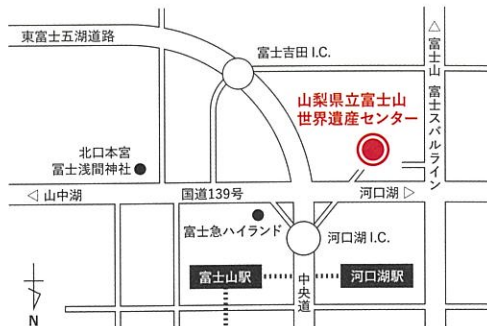 東富士五湖道路
富士吉田 I.C.
△富士山 富士スバルライン
山梨県立富士山
世界遺産センター
北口本宮
富士浅間神社
◁ 山中湖
国道139号
河口湖 ▷
富士急ハイランド
河口湖 I.C.
富士山駅
中央道
河口湖駅
N